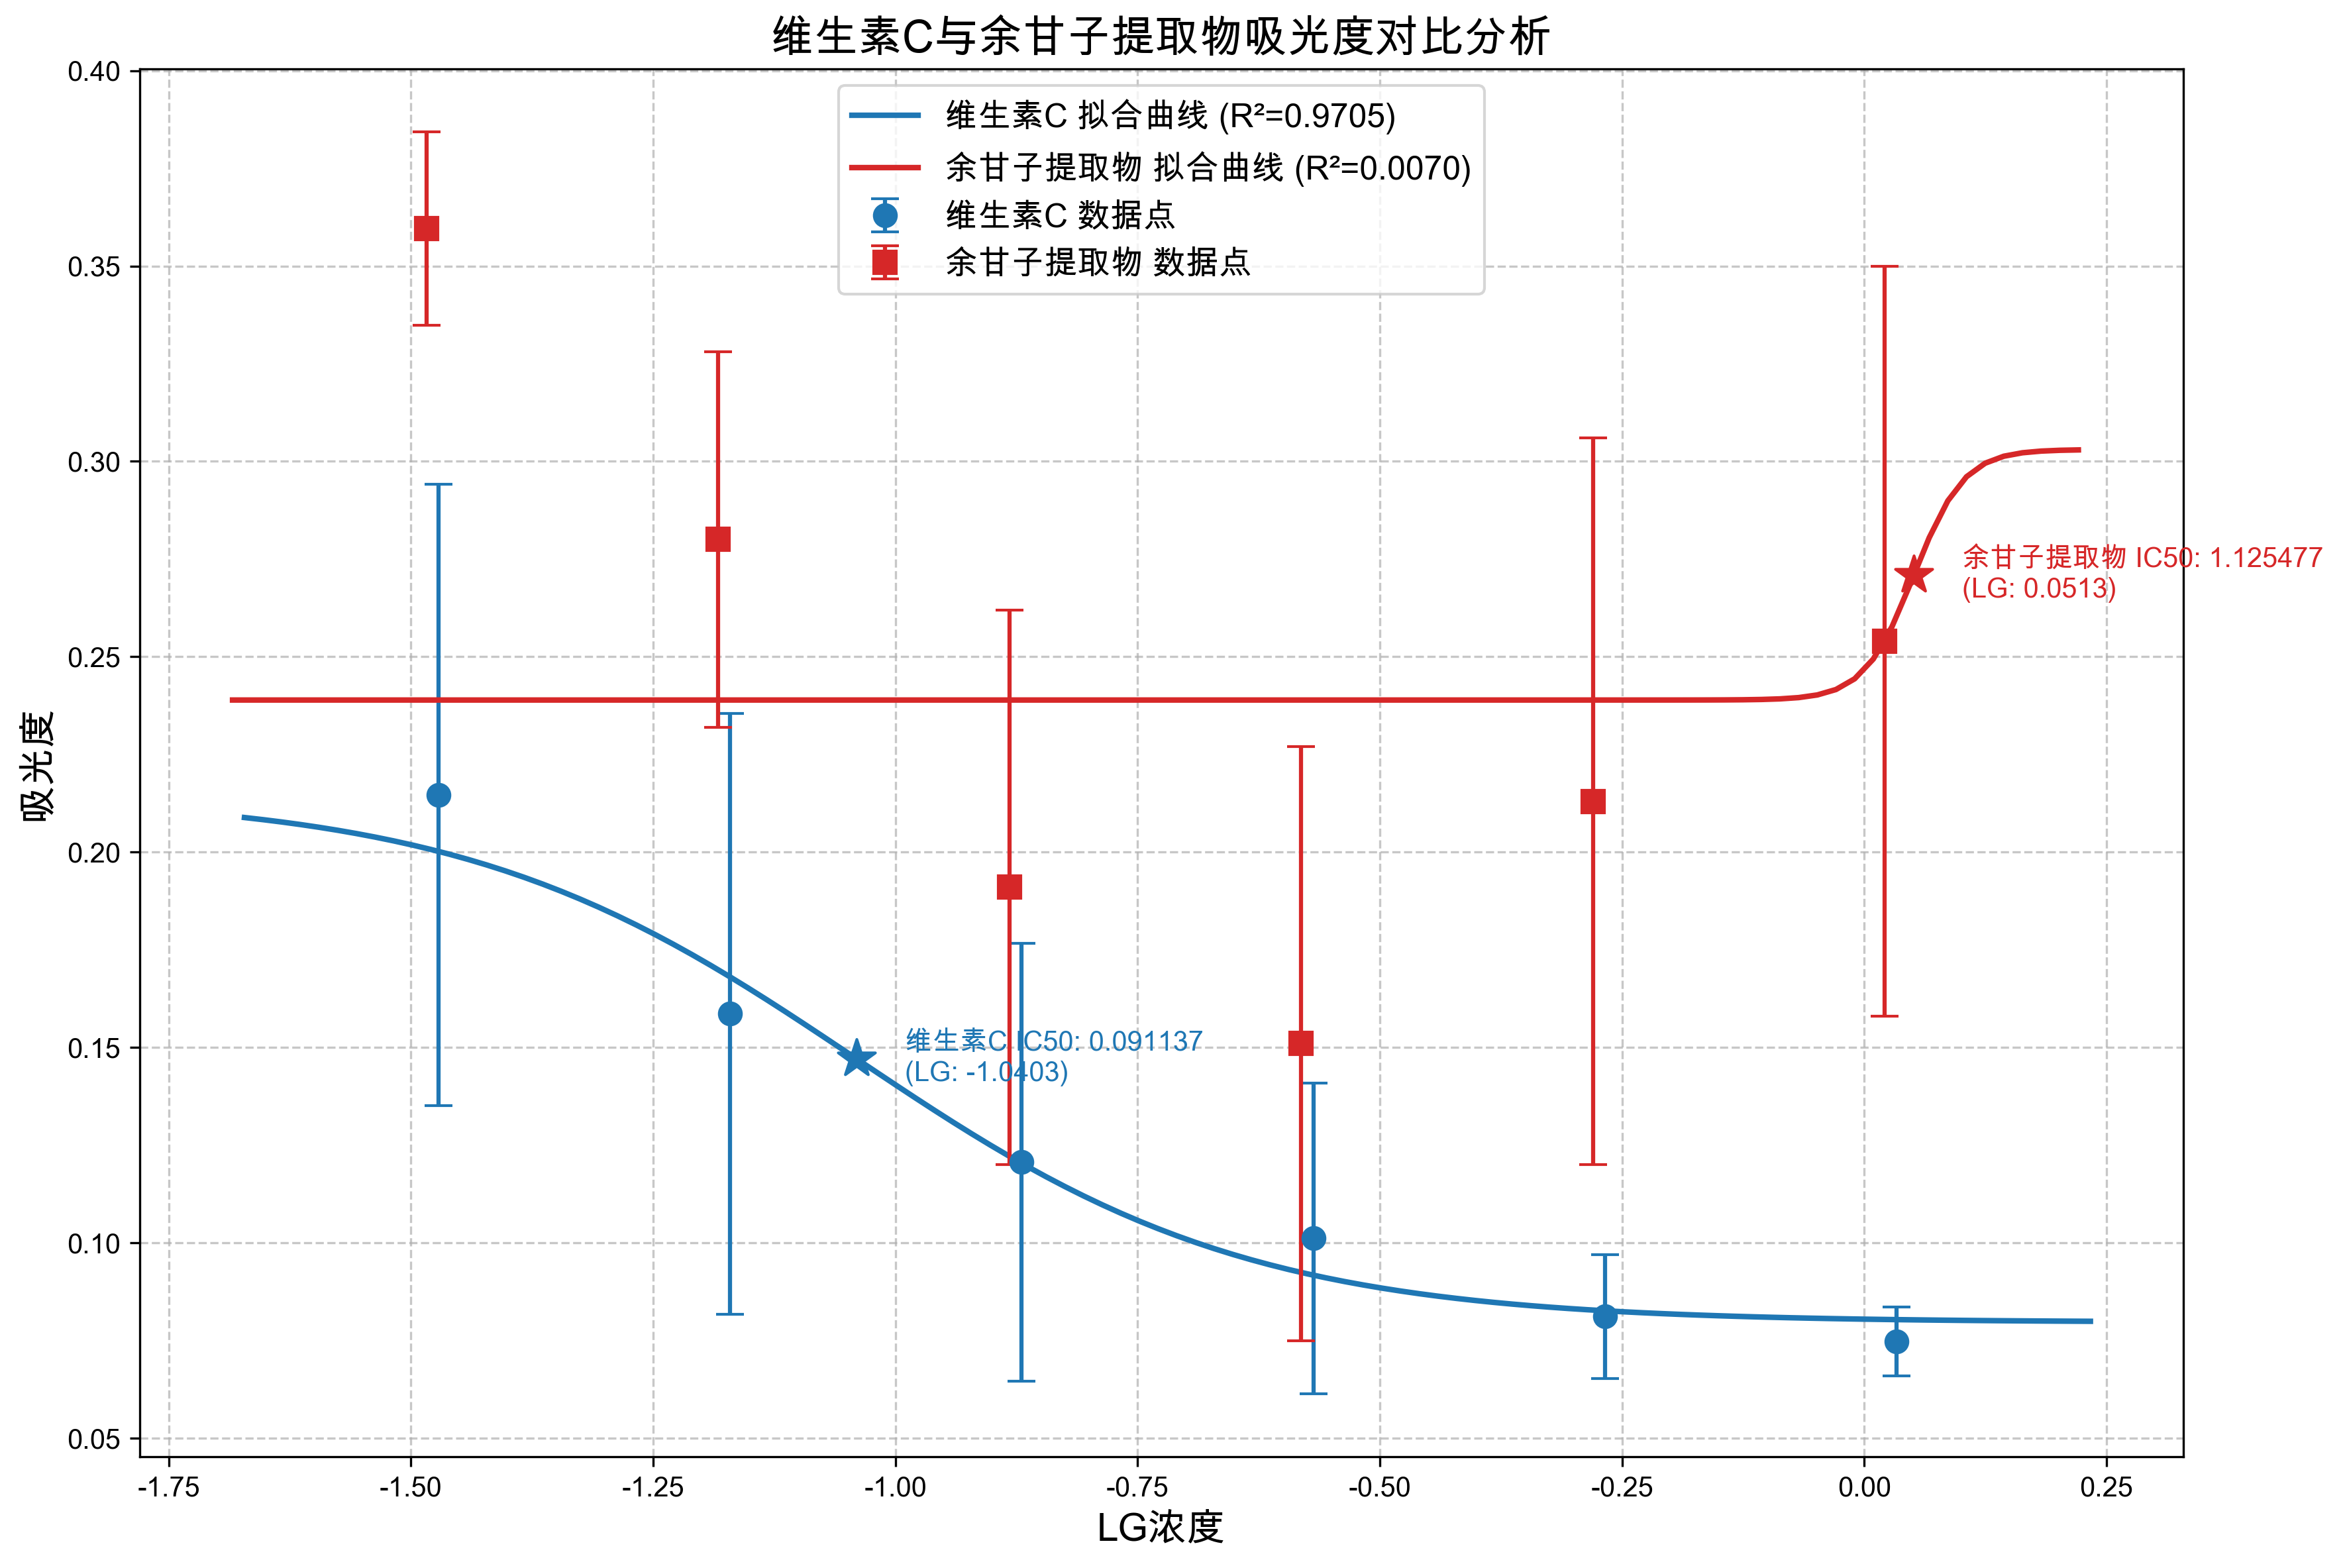 维生素C与余甘子提取物吸光度对比分析
0.40
0.35
0.30
0.25
0.20
0.15
0.10
0.05
吸光度
维生素C 拟合曲线 (R²=0.9705)
余甘子提取物 拟合曲线 (R²=0.0070)
维生素C 数据点
余甘子提取物 数据点
余甘子提取物 IC50: 1.125477
(LG: 0.0513)
维生素C IC50: 0.091137
(LG: -1.0403)
-1.75 -1.50 -1.25 -1.00 -0.75 -0.50 -0.25 0.00 0.25
LG浓度